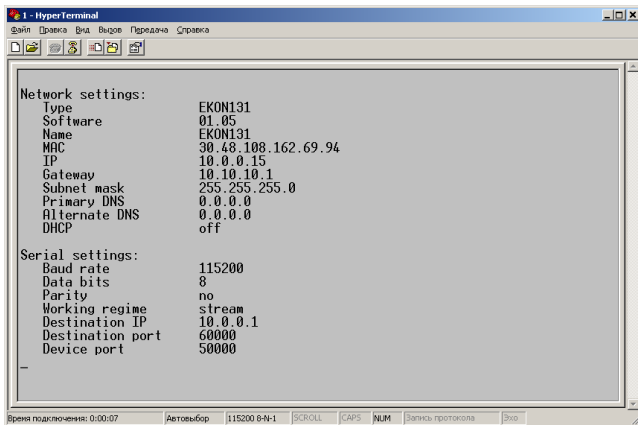 1 - HyperTerminal
Файл Правка Вид Вызов Передача Справка
Network settings:
Type EKON131
Software 01.05
Name EKON131
MAC 30.48.108.162.69.94
IP 10.0.0.15
Gateway 10.10.10.1
Subnet mask 255.255.255.0
Primary DNS 0.0.0.0
Alternate DNS 0.0.0.0
DHCP off
Serial settings:
Baud rate 115200
Data bits 8
Parity no
Working regime stream
Destination IP 10.0.0.1
Destination port 60000
Device port 50000
_
Время подключения: 0:00:07 Автовыбор 115200 8-N-1 SCROLL CAPS NUM Запись протокола Эхо